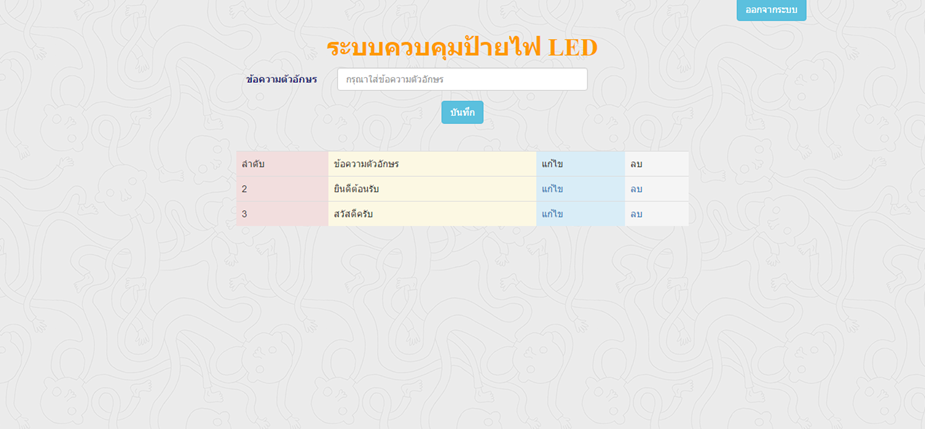 ออกจากระบบ
ระบบควบคุมป้ายไฟ LED
ข้อความตัวอักษร กรุณาใส่ข้อความตัวอักษร
บันทึก
ลำดับ ข้อความตัวอักษร แก้ไข ลบ
2 ยินดีต้อนรับ แก้ไข ลบ
3 สวัสดีครับ แก้ไข ลบ